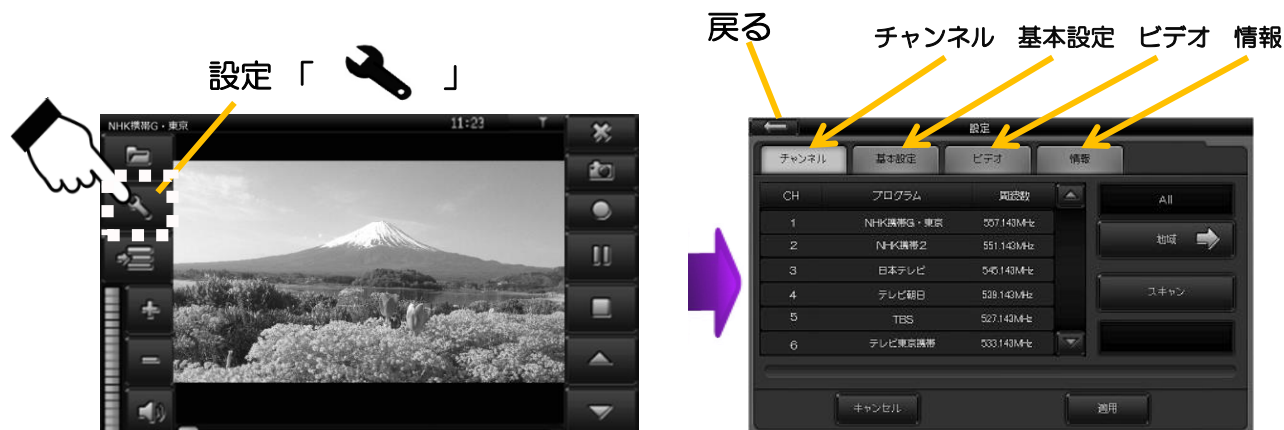 設定「 」
NHK携帯G・東京 11:23
戻る
チャンネル 基本設定 ビデオ 情報
設定
チャンネル 基本設定 ビデオ 情報
CH プログラム 周波数
1 NHK携帯G・東京 557.143MHz
2 NHK携帯2 551.143MHz
3 日本テレビ 545.143MHz
4 テレビ朝日 539.143MHz
5 TBS 527.143MHz
6 テレビ東京携帯 533.143MHz
All
地域
スキャン
キャンセル 適用